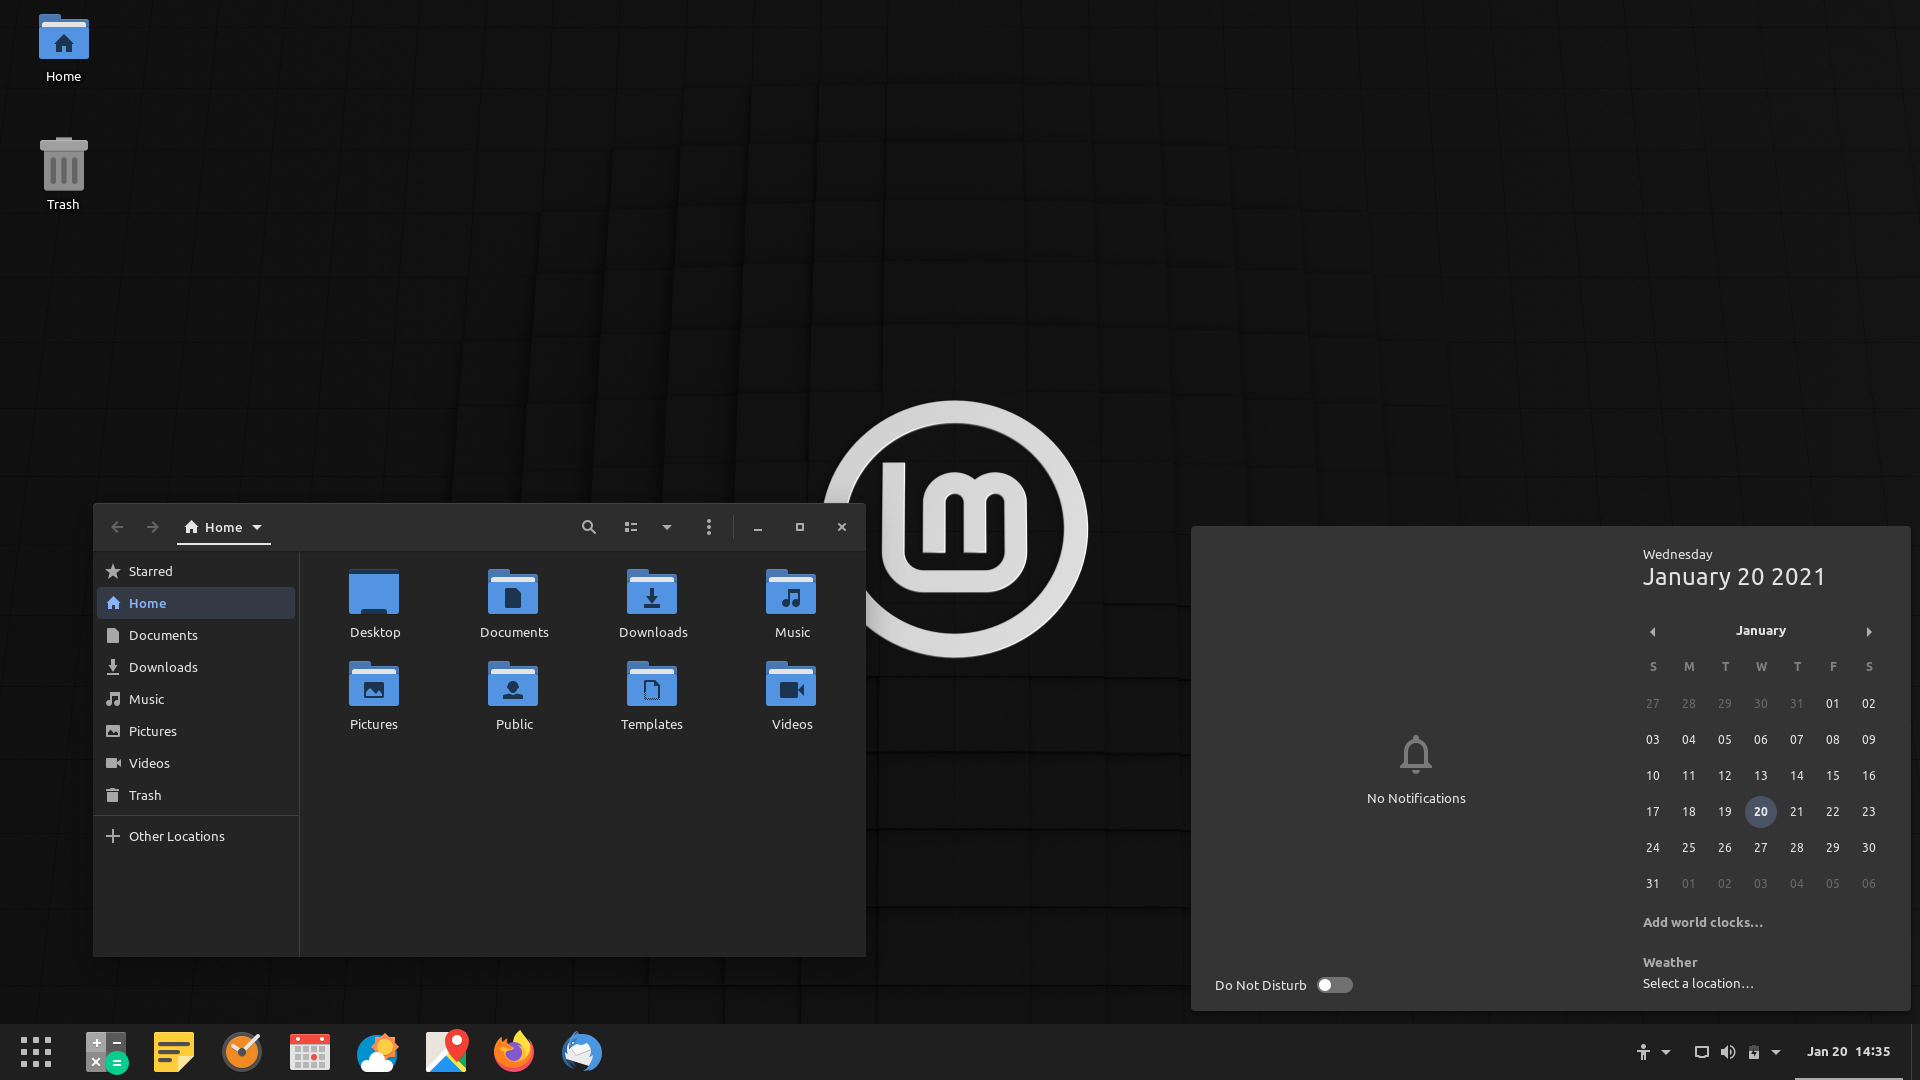 Home
Trash
Home
Starred
Home
Documents
Downloads
Music
Pictures
Videos
Trash
Other Locations
Desktop
Documents
Downloads
Music
Pictures
Public
Templates
Videos
lm
No Notifications
Do Not Disturb
Wednesday
January 20 2021
January
S M T W T F S
27 28 29 30 31 01 02
03 04 05 06 07 08 09
10 11 12 13 14 15 16
17 18 19 20 21 22 23
24 25 26 27 28 29 30
31 01 02 03 04 05 06
Add world clocks...
Weather
Select a location...
Jan 20 14:35